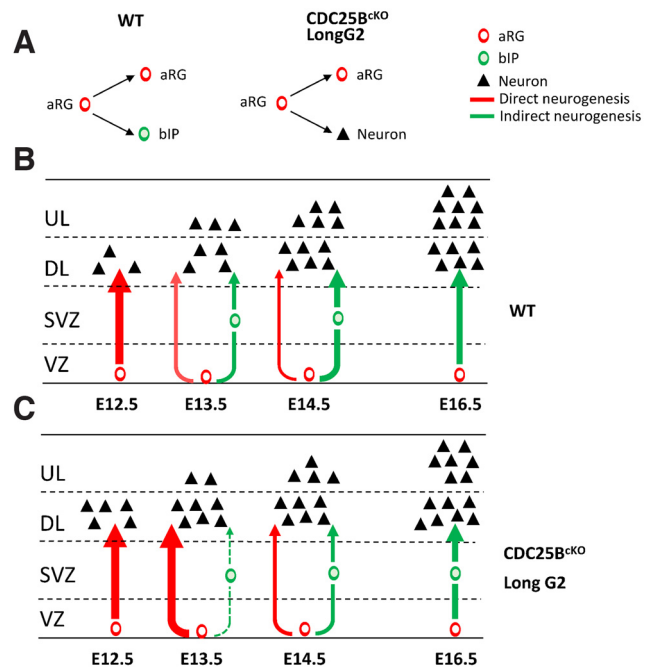 A
WT
CDC25BcKO
LongG2
aRG
aRG
bIP
aRG
aRG
Neuron
aRG
bIP
Neuron
Direct neurogenesis
Indirect neurogenesis
B
UL
DL
SVZ
VZ
WT
E12.5 E13.5 E14.5 E16.5
C
UL
DL
SVZ
VZ
CDC25BcKO
Long G2
E12.5 E13.5 E14.5 E16.5